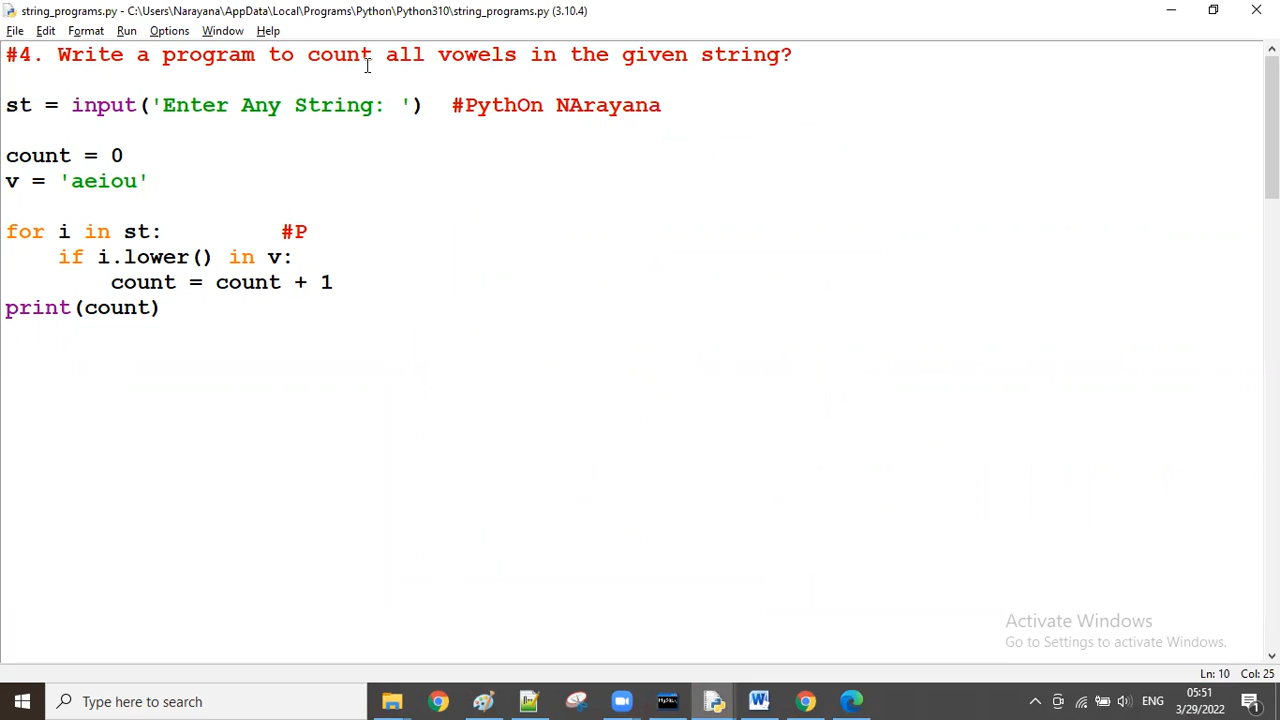 string_programs.py - C:\Users\Narayana\AppData\Local\Programs\Python\Python310\string_programs.py (3.10.4)
File Edit Format Run Options Window Help
#4. Write a program to count all vowels in the given string?
st = input('Enter Any String: ')  #PythOn NArayana
count = 0
v = 'aeiou'
for i in st:         #P
    if i.lower() in v:
        count = count + 1
print(count)
Activate Windows
Go to Settings to activate Windows.
Ln: 10 Col: 25
Type here to search
ENG
05:51
3/29/2022